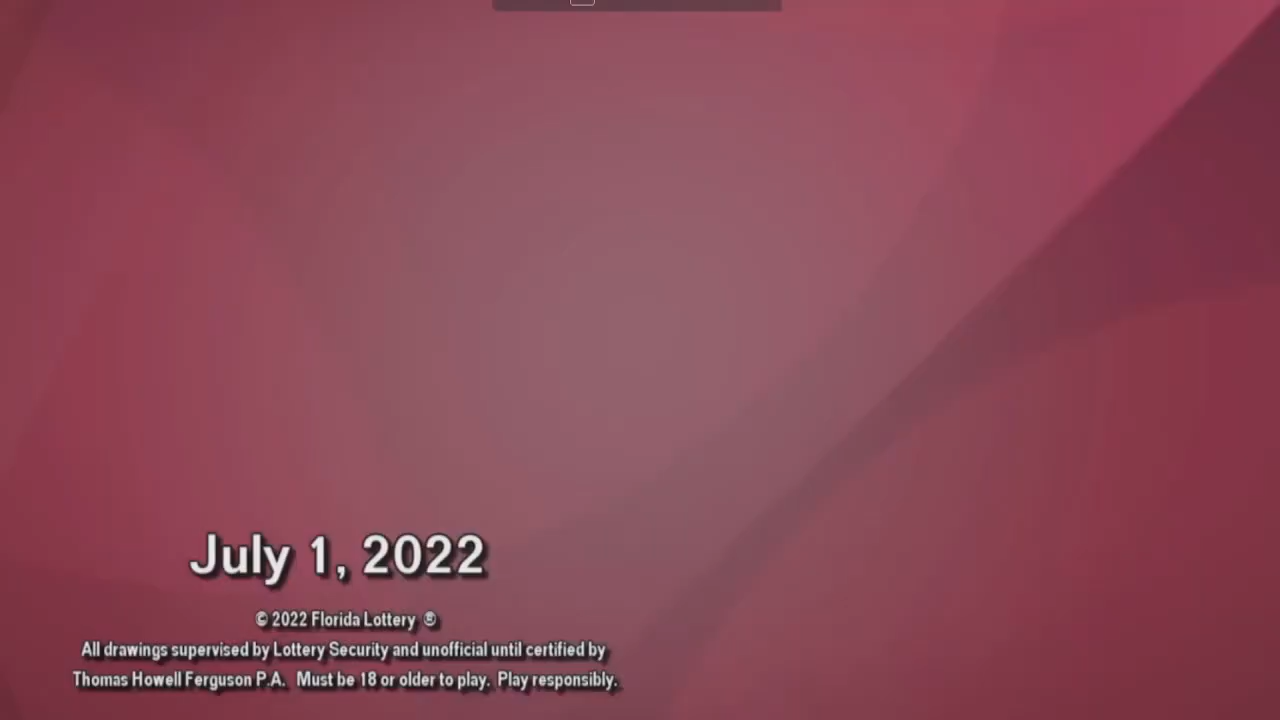 July 1, 2022
© 2022 Florida Lottery ®
All drawings supervised by Lottery Security and unofficial until certified by
Thomas Howell Ferguson P.A. Must be 18 or older to play. Play responsibly.